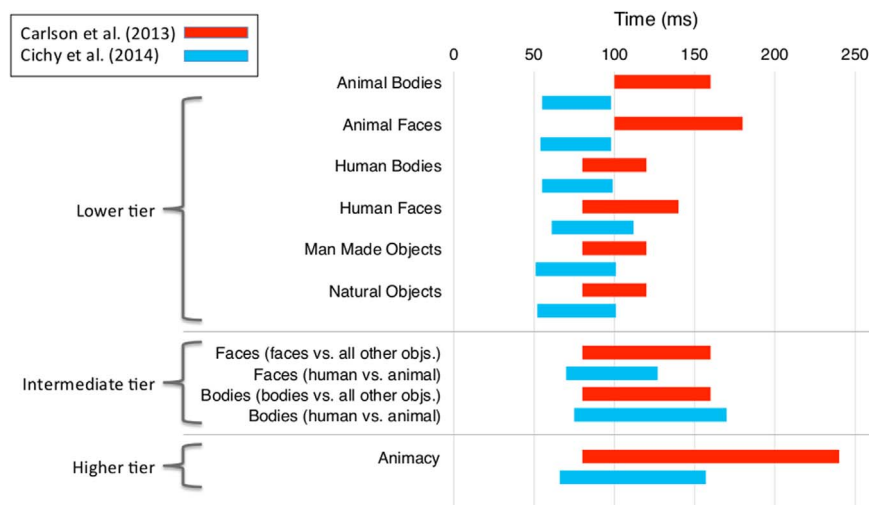 Carlson et al. (2013)
Cichy et al. (2014)
Time (ms)
0 50 100 150 200 250
Animal Bodies
Animal Faces
Human Bodies
Lower tier
Human Faces
Man Made Objects
Natural Objects
Faces (faces vs. all other objs.)
Intermediate tier
Faces (human vs. animal)
Bodies (bodies vs. all other objs.)
Bodies (human vs. animal)
Higher tier
Animacy